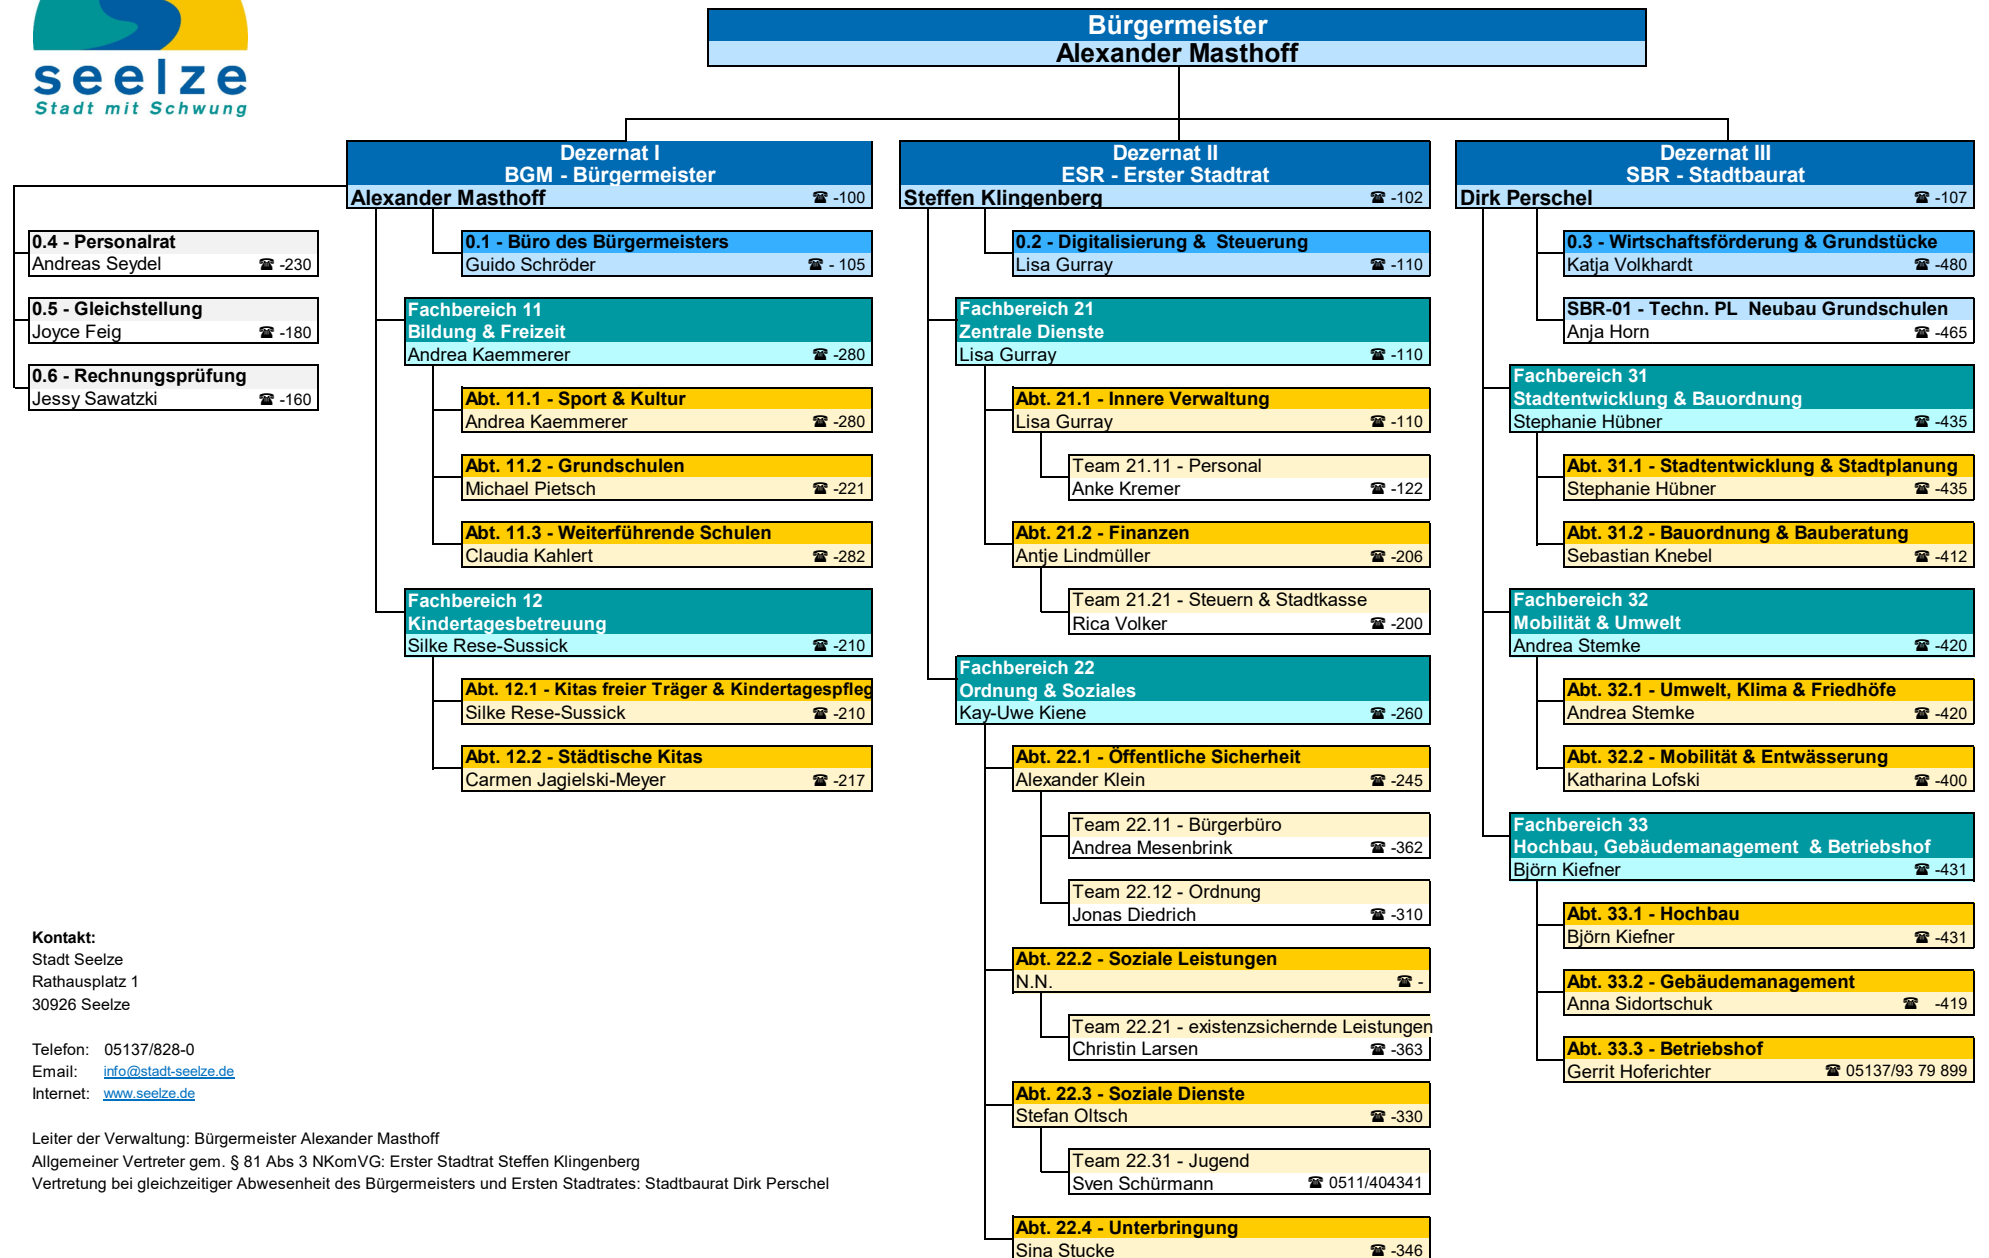 seelze
Stadt mit Schwung
Bürgermeister
Alexander Masthoff
Dezernat I
BGM - Bürgermeister
Alexander Masthoff ☎ -100
0.4 - Personalrat
Andreas Seydel ☎ -230
0.5 - Gleichstellung
Joyce Feig ☎ -180
0.6 - Rechnungsprüfung
Jessy Sawatzki ☎ -160
0.1 - Büro des Bürgermeisters
Guido Schröder ☎ - 105
Fachbereich 11
Bildung & Freizeit
Andrea Kaemmerer ☎ -280
Abt. 11.1 - Sport & Kultur
Andrea Kaemmerer ☎ -280
Abt. 11.2 - Grundschulen
Michael Pietsch ☎ -221
Abt. 11.3 - Weiterführende Schulen
Claudia Kahlert ☎ -282
Fachbereich 12
Kindertagesbetreuung
Silke Rese-Sussick ☎ -210
Abt. 12.1 - Kitas freier Träger & Kindertagespfleg
Silke Rese-Sussick ☎ -210
Abt. 12.2 - Städtische Kitas
Carmen Jagielski-Meyer ☎ -217
Dezernat II
ESR - Erster Stadtrat
Steffen Klingenberg ☎ -102
0.2 - Digitalisierung & Steuerung
Lisa Gurray ☎ -110
Fachbereich 21
Zentrale Dienste
Lisa Gurray ☎ -110
Abt. 21.1 - Innere Verwaltung
Lisa Gurray ☎ -110
Team 21.11 - Personal
Anke Kremer ☎ -122
Abt. 21.2 - Finanzen
Antje Lindmüller ☎ -206
Team 21.21 - Steuern & Stadtkasse
Rica Volker ☎ -200
Fachbereich 22
Ordnung & Soziales
Kay-Uwe Kiene ☎ -260
Abt. 22.1 - Öffentliche Sicherheit
Alexander Klein ☎ -245
Team 22.11 - Bürgerbüro
Andrea Mesenbrink ☎ -362
Team 22.12 - Ordnung
Jonas Diedrich ☎ -310
Abt. 22.2 - Soziale Leistungen
N.N. ☎ -
Team 22.21 - existenzsichernde Leistungen
Christin Larsen ☎ -363
Abt. 22.3 - Soziale Dienste
Stefan Oltsch ☎ -330
Team 22.31 - Jugend
Sven Schürmann ☎ 0511/404341
Abt. 22.4 - Unterbringung
Sina Stucke ☎ -346
Dezernat III
SBR - Stadtbaurat
Dirk Perschel ☎ -107
0.3 - Wirtschaftsförderung & Grundstücke
Katja Volkhardt ☎ -480
SBR-01 - Techn. PL Neubau Grundschulen
Anja Horn ☎ -465
Fachbereich 31
Stadtentwicklung & Bauordnung
Stephanie Hübner ☎ -435
Abt. 31.1 - Stadtentwicklung & Stadtplanung
Stephanie Hübner ☎ -435
Abt. 31.2 - Bauordnung & Bauberatung
Sebastian Knebel ☎ -412
Fachbereich 32
Mobilität & Umwelt
Andrea Stemke ☎ -420
Abt. 32.1 - Umwelt, Klima & Friedhöfe
Andrea Stemke ☎ -420
Abt. 32.2 - Mobilität & Entwässerung
Katharina Lofski ☎ -400
Fachbereich 33
Hochbau, Gebäudemanagement & Betriebshof
Björn Kiefner ☎ -431
Abt. 33.1 - Hochbau
Björn Kiefner ☎ -431
Abt. 33.2 - Gebäudemanagement
Anna Sidortschuk ☎ -419
Abt. 33.3 - Betriebshof
Gerrit Hoferichter ☎ 05137/93 79 899
Kontakt:
Stadt Seelze
Rathausplatz 1
30926 Seelze
Telefon: 05137/828-0
Email: info@stadt-seelze.de
Internet: www.seelze.de
Leiter der Verwaltung: Bürgermeister Alexander Masthoff
Allgemeiner Vertreter gem. § 81 Abs 3 NKomVG: Erster Stadtrat Steffen Klingenberg
Vertretung bei gleichzeitiger Abwesenheit des Bürgermeisters und Ersten Stadtrates: Stadtbaurat Dirk Perschel